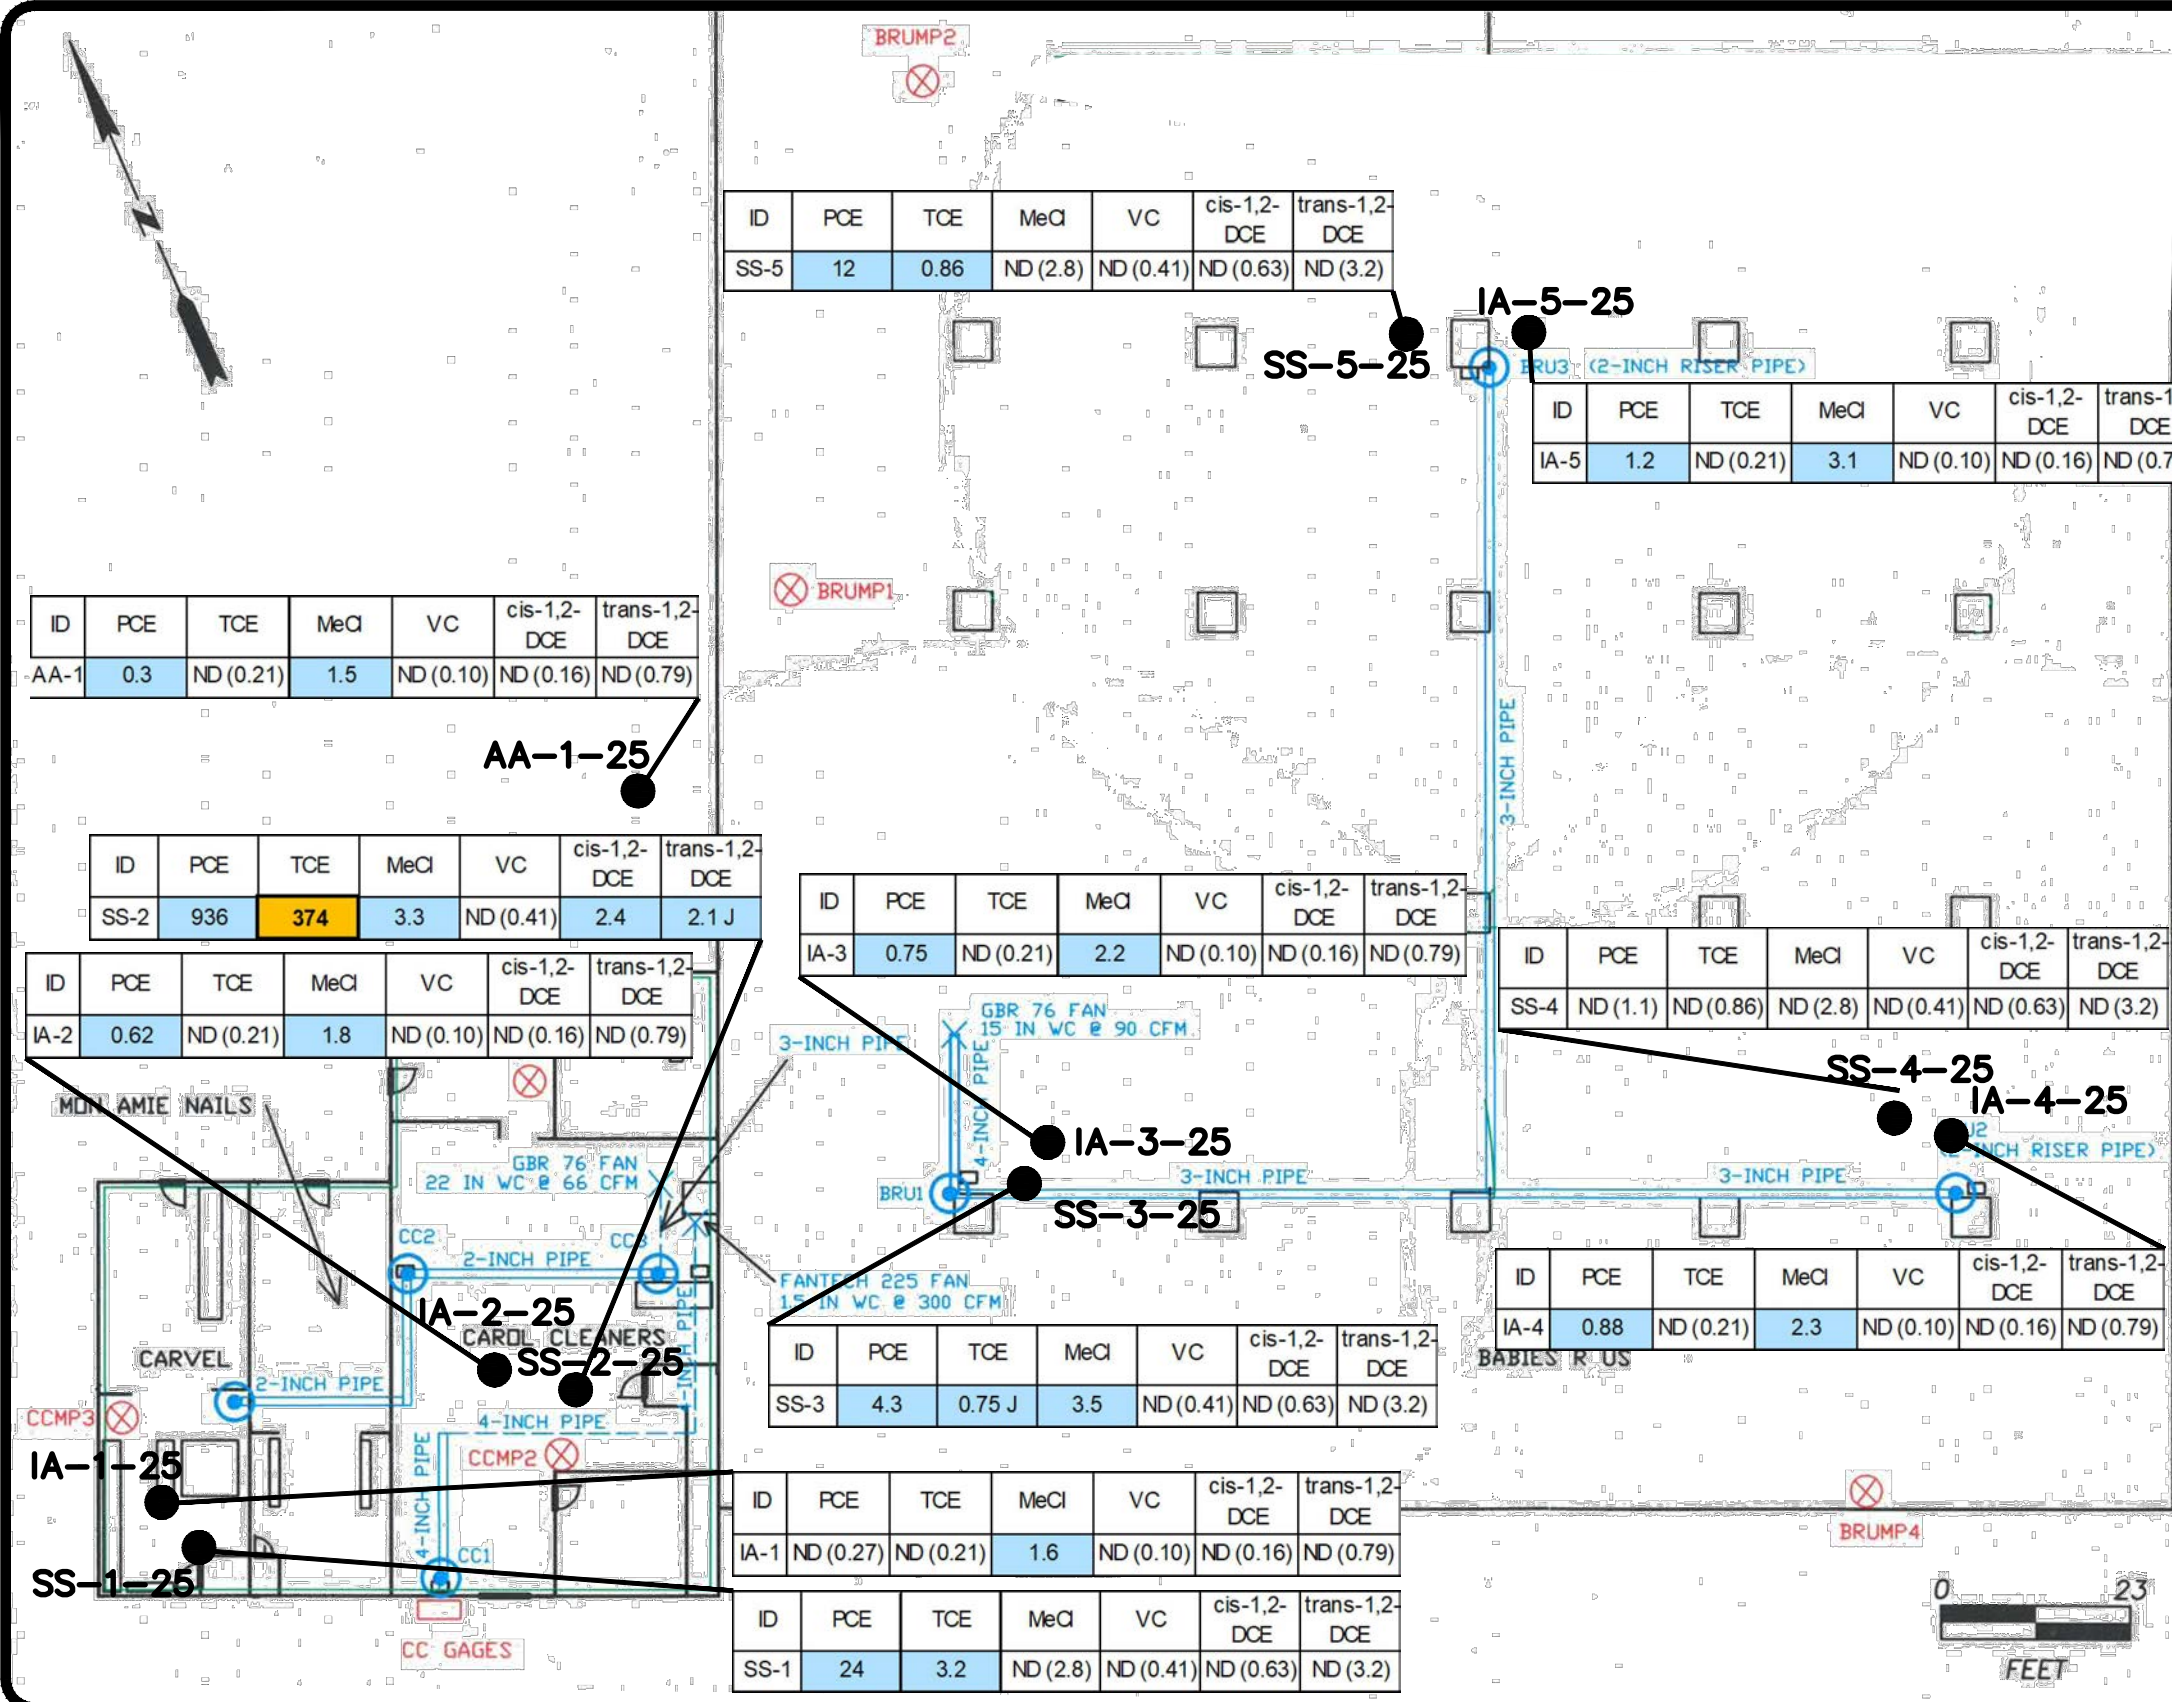 BRUMP2
N
ID PCE TCE MeCl VC cis-1,2-DCE trans-1,2-DCE
SS-5 12 0.86 ND (2.8) ND (0.41) ND (0.63) ND (3.2)
IA-5-25
SS-5-25
BRU3 (2-INCH RISER PIPE)
ID PCE TCE MeCl VC cis-1,2-DCE trans-1
DCE
IA-5 1.2 ND (0.21) 3.1 ND (0.10) ND (0.16) ND (0.7
BRUMP1
ID PCE TCE MeCl VC cis-1,2-DCE trans-1,2-DCE
AA-1 0.3 ND (0.21) 1.5 ND (0.10) ND (0.16) ND (0.79)
3-INCH PIPE
AA-1-25
ID PCE TCE MeCl VC cis-1,2-DCE trans-1,2-DCE
SS-2 936 374 3.3 ND (0.41) 2.4 2.1 J
ID PCE TCE MeCl VC cis-1,2-DCE trans-1,2-DCE
IA-3 0.75 ND (0.21) 2.2 ND (0.10) ND (0.16) ND (0.79)
ID PCE TCE MeCl VC cis-1,2-DCE trans-1,2-DCE
SS-4 ND (1.1) ND (0.86) ND (2.8) ND (0.41) ND (0.63) ND (3.2)
ID PCE TCE MeCl VC cis-1,2-DCE trans-1,2-DCE
IA-2 0.62 ND (0.21) 1.8 ND (0.10) ND (0.16) ND (0.79)
GBR 76 FAN
15 IN WC @ 90 CFM
3-INCH PIPE
4-INCH PIPE
SS-4-25
IA-4-25
MON AMIE NAILS
IA-3-25
(2-INCH RISER PIPE)
GBR 76 FAN
22 IN WC @ 66 CFM
3-INCH PIPE
3-INCH PIPE
BRU1
SS-3-25
CC2
CC3
2-INCH PIPE
FANTECH 225 FAN
1.5 IN WC @ 300 CFM
ID PCE TCE MeCl VC cis-1,2-DCE trans-1,2-DCE
IA-4 0.88 ND (0.21) 2.3 ND (0.10) ND (0.16) ND (0.79)
BABIES R US
IA-2-25
CAROL CLEANERS
SS-2-25
CARVEL
2-INCH PIPE
4-INCH PIPE
ID PCE TCE MeCl VC cis-1,2-DCE trans-1,2-DCE
SS-3 4.3 0.75 J 3.5 ND (0.41) ND (0.63) ND (3.2)
CCMP3
4-INCH PIPE
CCMP2
4-INCH PIPE
IA-1-25
ID PCE TCE MeCl VC cis-1,2-DCE trans-1,2-DCE
IA-1 ND (0.27) ND (0.21) 1.6 ND (0.10) ND (0.16) ND (0.79)
BRUMP4
CC1
SS-1-25
CC GAGES
ID PCE TCE MeCl VC cis-1,2-DCE trans-1,2-DCE
SS-1 24 3.2 ND (2.8) ND (0.41) ND (0.63) ND (3.2)
0 23
FEET